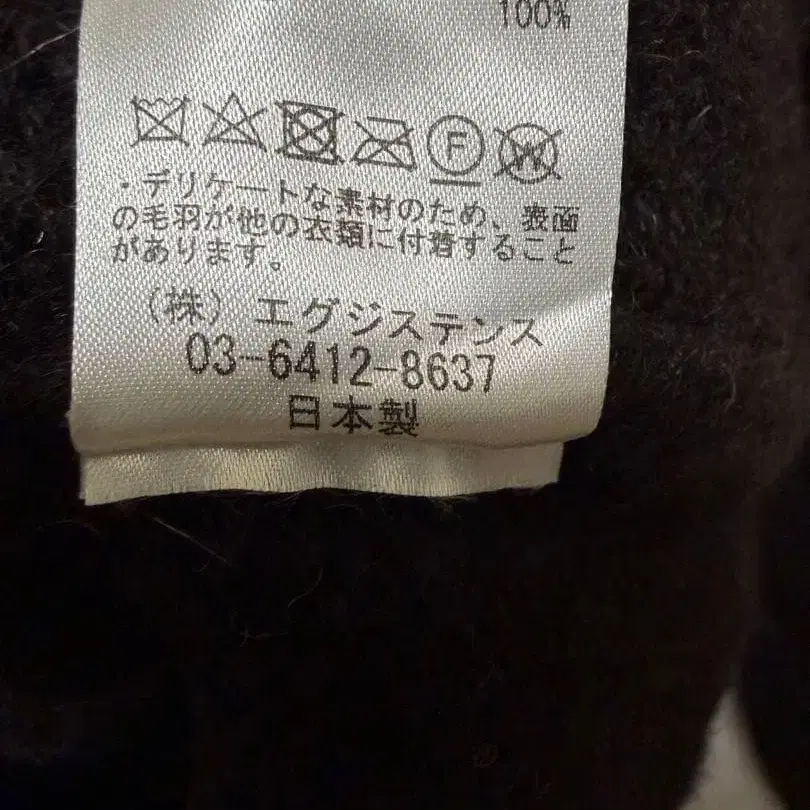 100%
F W
・デリケートな素材のため、表面
の毛羽が他の衣類に付着すること
があります。
（株）エグジステンス
03-6412-8637
日本製